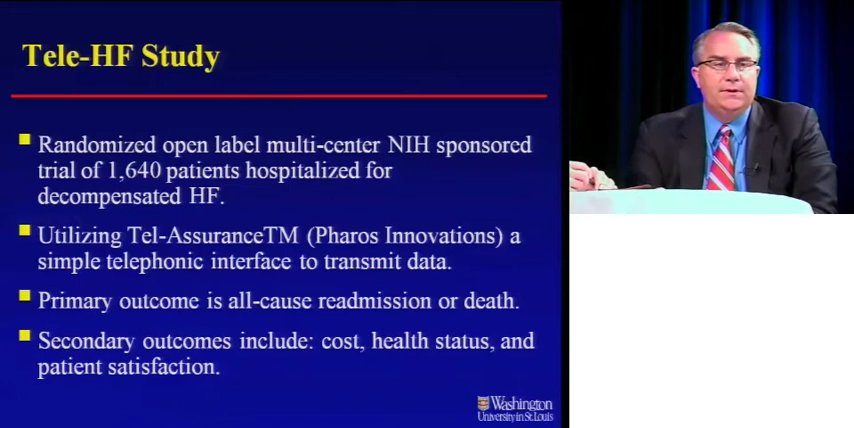 Tele-HF Study
Randomized open label multi-center NIH sponsored
trial of 1,640 patients hospitalized for
decompensated HF.
Utilizing Tel-AssuranceTM (Pharos Innovations) a
simple telephonic interface to transmit data.
Primary outcome is all-cause readmission or death.
Secondary outcomes include: cost, health status, and
patient satisfaction.
Washington
University in St. Louis